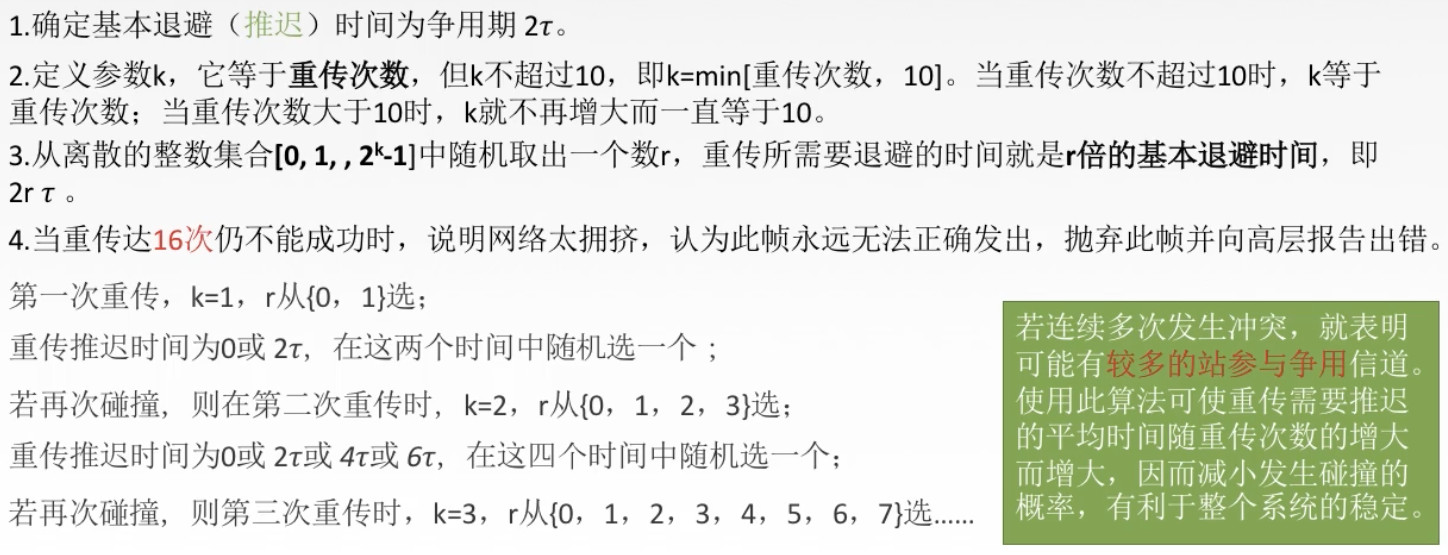 1.确定基本退避（推迟）时间为争用期 2τ。
2.定义参数k，它等于重传次数，但k不超过10，即k=min[重传次数，10]。当重传次数不超过10时，k等于
重传次数；当重传次数大于10时，k就不再增大而一直等于10。
3.从离散的整数集合[0, 1, , 2ᵏ-1]中随机取出一个数r，重传所需要退避的时间就是r倍的基本退避时间，即
2r τ 。
4.当重传达16次仍不能成功时，说明网络太拥挤，认为此帧永远无法正确发出，抛弃此帧并向高层报告出错。
第一次重传，k=1，r从{0，1}选；
重传推迟时间为0或 2τ，在这两个时间中随机选一个；
若再次碰撞，则在第二次重传时，k=2，r从{0，1，2，3}选；
重传推迟时间为0或 2τ或 4τ或 6τ，在这四个时间中随机选一个；
若再次碰撞，则第三次重传时，k=3，r从{0，1，2，3，4，5，6，7}选......
若连续多次发生冲突，就表明
可能有较多的站参与争用信道。
使用此算法可使重传需要推迟
的平均时间随重传次数的增大
而增大，因而减小发生碰撞的
概率，有利于整个系统的稳定。